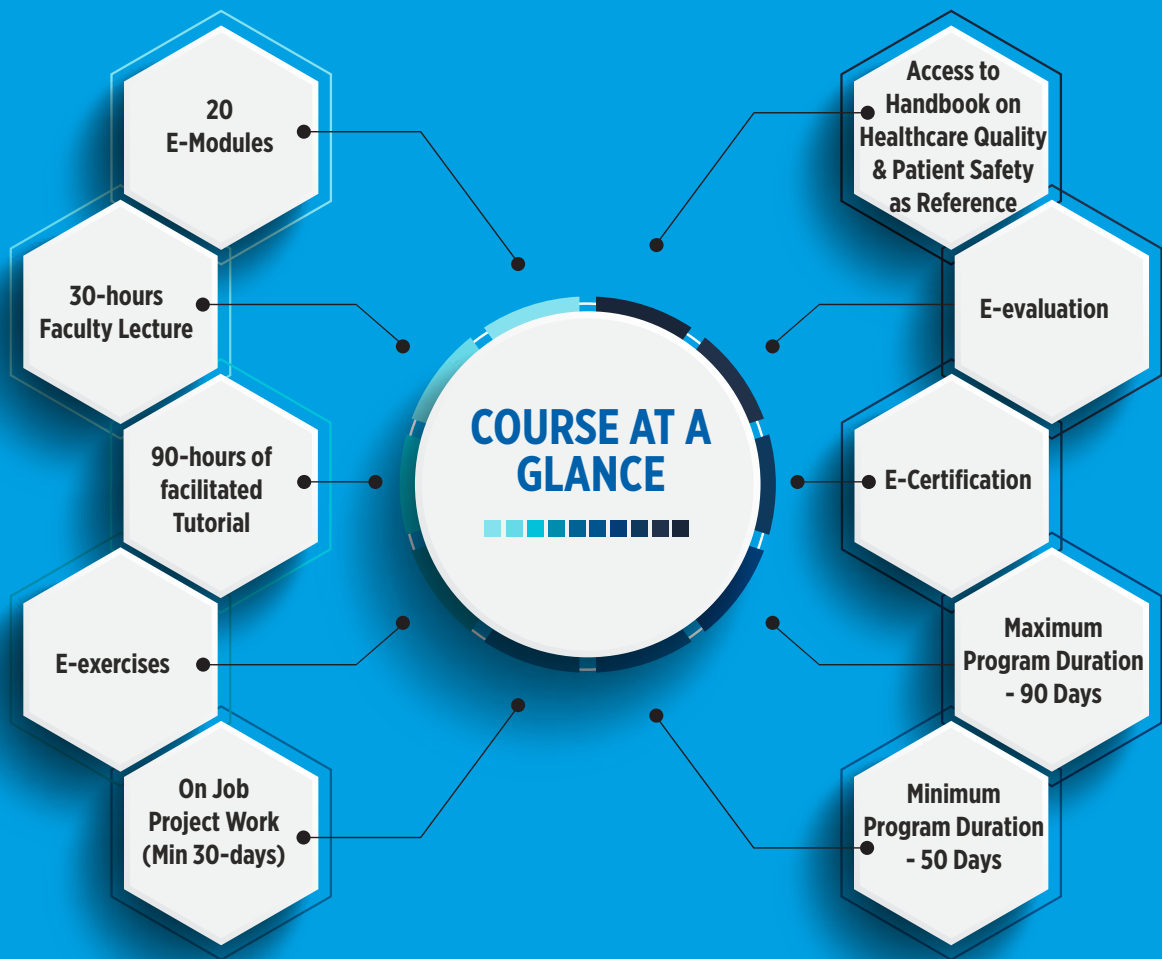 20
E-Modules
30-hours
Faculty Lecture
90-hours of
facilitated
Tutorial
E-exercises
On Job
Project Work
(Min 30-days)
COURSE AT A
GLANCE
Access to
Handbook on
Healthcare Quality
& Patient Safety
as Reference
E-evaluation
E-Certification
Maximum
Program Duration
- 90 Days
Minimum
Program Duration
- 50 Days